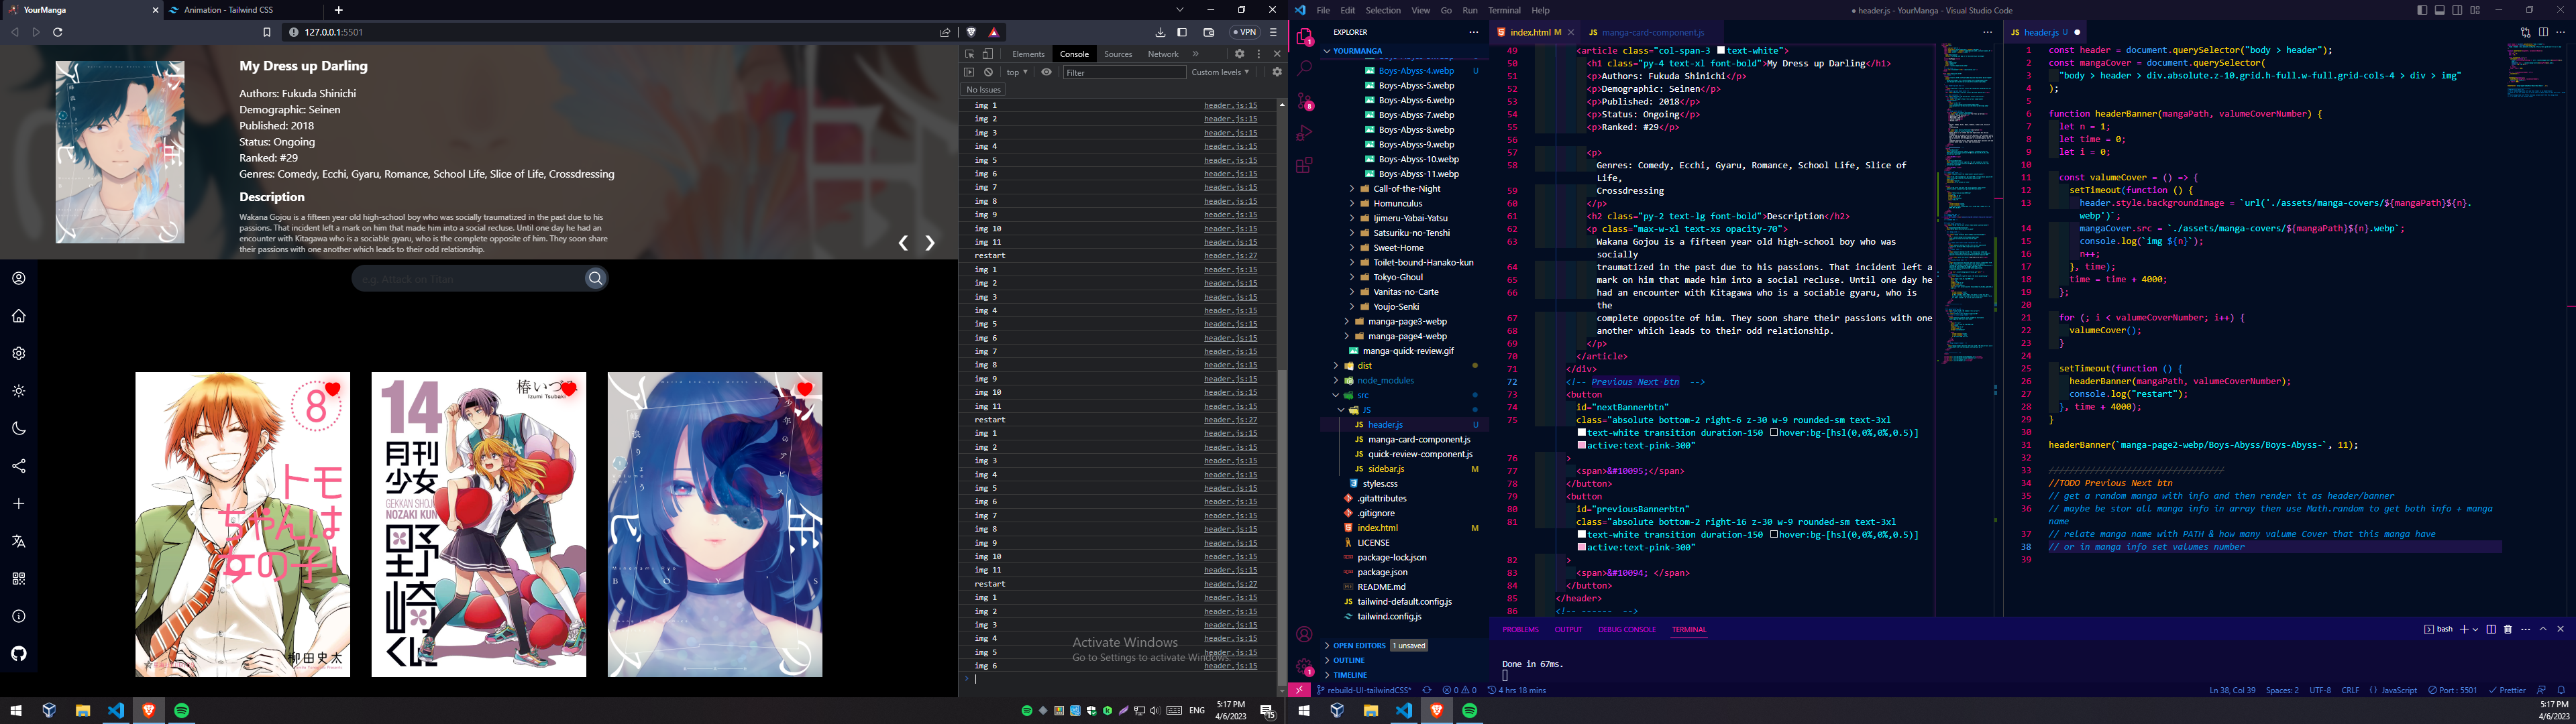 YourManga
Animation - Tailwind CSS
127.0.0.1:5501
VPN
My Dress up Darling
Authors: Fukuda Shinichi
Demographic: Seinen
Published: 2018
Status: Ongoing
Ranked: #29
Genres: Comedy, Ecchi, Gyaru, Romance, School Life, Slice of Life, Crossdressing
Description
Wakana Gojou is a fifteen year old high-school boy who was socially traumatized in the past due to his
passions. That incident left a mark on him that made him into a social recluse. Until one day he had an
encounter with Kitagawa who is a sociable gyaru, who is the complete opposite of him. They soon share
their passions with one another which leads to their odd relationship.
e.g. Attack on Titan
8
トモ
ちゃんは
女の子!
柳田史太
14
椿いづみ
Izumi Tsubaki
月刊
少女
GEKKAN SHOJO
NOZAKI KUN
野
崎
くん
Elements
Console
Sources
Network
top
Filter
Custom levels
No Issues
img 1 header.js:15
img 2 header.js:15
img 3 header.js:15
img 4 header.js:15
img 5 header.js:15
img 6 header.js:15
img 7 header.js:15
img 8 header.js:15
img 9 header.js:15
img 10 header.js:15
img 11 header.js:15
restart header.js:27
img 1 header.js:15
img 2 header.js:15
img 3 header.js:15
img 4 header.js:15
img 5 header.js:15
img 6 header.js:15
img 7 header.js:15
img 8 header.js:15
img 9 header.js:15
img 10 header.js:15
img 11 header.js:15
restart header.js:27
img 1 header.js:15
img 2 header.js:15
img 3 header.js:15
img 4 header.js:15
img 5 header.js:15
img 6 header.js:15
img 7 header.js:15
img 8 header.js:15
img 9 header.js:15
img 10 header.js:15
img 11 header.js:15
restart header.js:27
img 1 header.js:15
img 2 header.js:15
img 3 header.js:15
img 4 header.js:15
img 5 header.js:15
img 6 header.js:15
Activate Windows
Go to Settings to activate Windows.
ENG
5:17 PM
4/6/2023
15
File Edit Selection View Go Run Terminal Help
● header.js - YourManga - Visual Studio Code
EXPLORER
YOURMANGA
Boys-Abyss-4.webp U
Boys-Abyss-5.webp
Boys-Abyss-6.webp
Boys-Abyss-7.webp
Boys-Abyss-8.webp
Boys-Abyss-9.webp
Boys-Abyss-10.webp
Boys-Abyss-11.webp
Call-of-the-Night
Homunculus
Ijimeru-Yabai-Yatsu
Satsuriku-no-Tenshi
Sweet-Home
Toilet-bound-Hanako-kun
Tokyo-Ghoul
Vanitas-no-Carte
Youjo-Senki
manga-page3-webp
manga-page4-webp
manga-quick-review.gif
dist
node_modules
src
JS
header.js U
manga-card-component.js
quick-review-component.js
sidebar.js M
styles.css
.gitattributes
.gitignore
index.html M
LICENSE
package-lock.json
package.json
README.md
tailwind-default.config.js
tailwind.config.js
OPEN EDITORS 1 unsaved
OUTLINE
TIMELINE
index.html M
manga-card-component.js
49 <article class="col-span-3 text-white">
50 <h1 class="py-4 text-xl font-bold">My Dress up Darling</h1>
51 <p>Authors: Fukuda Shinichi</p>
52 <p>Demographic: Seinen</p>
53 <p>Published: 2018</p>
54 <p>Status: Ongoing</p>
55 <p>Ranked: #29</p>
56
57 <p>
58 Genres: Comedy, Ecchi, Gyaru, Romance, School Life, Slice of
Life,
59 Crossdressing
60 </p>
61 <h2 class="py-2 text-lg font-bold">Description</h2>
62 <p class="max-w-xl text-xs opacity-70">
63 Wakana Gojou is a fifteen year old high-school boy who was
socially
64 traumatized in the past due to his passions. That incident left a
65 mark on him that made him into a social recluse. Until one day he
66 had an encounter with Kitagawa who is a sociable gyaru, who is
the
67 complete opposite of him. They soon share their passions with one
68 another which leads to their odd relationship.
69 </p>
70 </article>
71 </div>
72 <!-- Previous Next btn -->
73 <button
74 id="nextBannerbtn"
75 class="absolute bottom-2 right-6 z-30 w-9 rounded-sm text-3xl
text-white transition duration-150 hover:bg-[hsl(0,0%,0%,0.5)]
active:text-pink-300"
76 >
77 <span>&#10095;</span>
78 </button>
79 <button
80 id="previousBannerbtn"
81 class="absolute bottom-2 right-16 z-30 w-9 rounded-sm text-3xl
text-white transition duration-150 hover:bg-[hsl(0,0%,0%,0.5)]
active:text-pink-300"
82 >
83 <span>&#10094; </span>
84 </button>
85 </header>
86 <!-- ------ -->
header.js U
1 const header = document.querySelector("body > header");
2 const mangaCover = document.querySelector(
3 "body > header > div.absolute.z-10.grid.h-full.w-full.grid-cols-4 > div > img"
4 );
5
6 function headerBanner(mangaPath, valumeCoverNumber) {
7 let n = 1;
8 let time = 0;
9 let i = 0;
10
11 const valumeCover = () => {
12 setTimeout(function () {
13 header.style.backgroundImage = `url('./assets/manga-covers/${mangaPath}${n}.
webp')`;
14 mangaCover.src = `./assets/manga-covers/${mangaPath}${n}.webp`;
15 console.log(`img ${n}`);
16 n++;
17 }, time);
18 time = time + 4000;
19 };
20
21 for (; i < valumeCoverNumber; i++) {
22 valumeCover();
23 }
24
25 setTimeout(function () {
26 headerBanner(mangaPath, valumeCoverNumber);
27 console.log("restart");
28 }, time + 4000);
29 }
30
31 headerBanner(`manga-page2-webp/Boys-Abyss/Boys-Abyss-`, 11);
32
33 ///////////////////////////////////
34 //TODO Previous Next btn
35 // get a random manga with info and then render it as header/banner
36 // maybe be stor all manga info in array then use Math.random to get both info + manga
name
37 // relate manga name with PATH & how many valume Cover that this manga have
38 // or in manga info set valumes number
39
PROBLEMS OUTPUT DEBUG CONSOLE TERMINAL
bash
Done in 67ms.
rebuild-UI-tailwindCSS*
0 0
4 hrs 18 mins
Ln 38, Col 39 Spaces: 2 UTF-8 CRLF JavaScript Port : 5501 Prettier
5:17 PM
4/6/2023